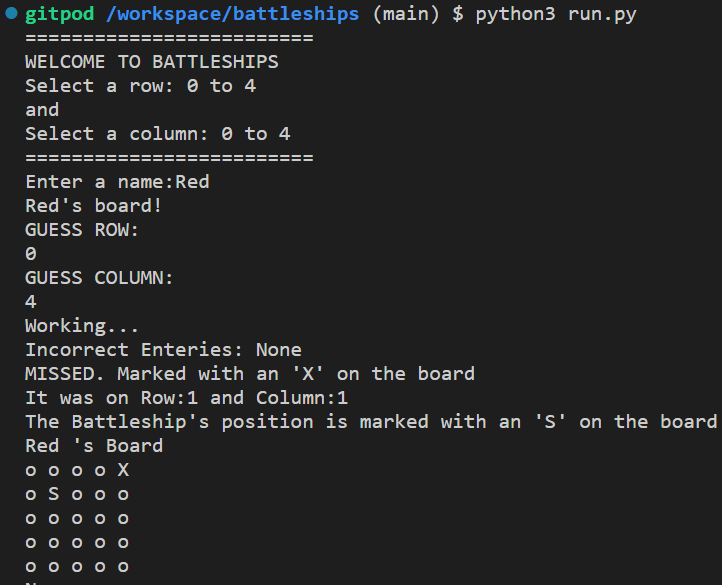 gitpod /workspace/battleships (main) $ python3 run.py
=========================
WELCOME TO BATTLESHIPS
Select a row: 0 to 4
and
Select a column: 0 to 4
=========================
Enter a name:Red
Red's board!
GUESS ROW:
0
GUESS COLUMN:
4
Working...
Incorrect Enteries: None
MISSED. Marked with an 'X' on the board
It was on Row:1 and Column:1
The Battleship's position is marked with an 'S' on the board
Red 's Board
o o o o X
o S o o o
o o o o o
o o o o o
o o o o o